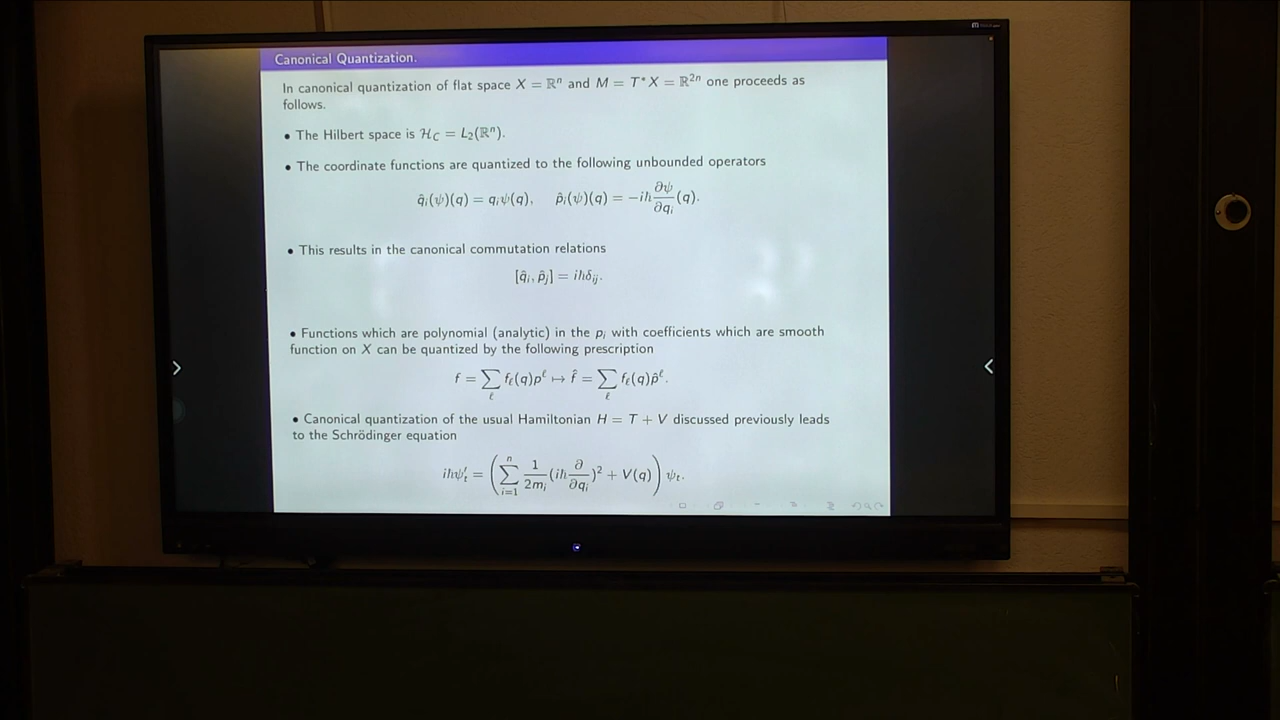 Canonical Quantization.
In canonical quantization of flat space X = ℝⁿ and M = T*X = ℝ²ⁿ one proceeds as
follows.
• The Hilbert space is ℋ_C = L₂(ℝⁿ).
• The coordinate functions are quantized to the following unbounded operators
q̂ᵢ(ψ)(q) = qᵢψ(q), p̂ᵢ(ψ)(q) = −iℏ ∂ψ/∂qᵢ (q).
• This results in the canonical commutation relations
[q̂ᵢ, p̂ⱼ] = iℏδᵢⱼ.
• Functions which are polynomial (analytic) in the pᵢ with coefficients which are smooth
function on X can be quantized by the following prescription
f = ∑_ℓ f_ℓ(q)p^ℓ ↦ f̂ = ∑_ℓ f_ℓ(q)p̂^ℓ.
• Canonical quantization of the usual Hamiltonian H = T + V discussed previously leads
to the Schrödinger equation
iℏψ′ₜ = (∑ᵢ₌₁ⁿ 1/2mᵢ (iℏ ∂/∂qᵢ)² + V(q)) ψₜ.